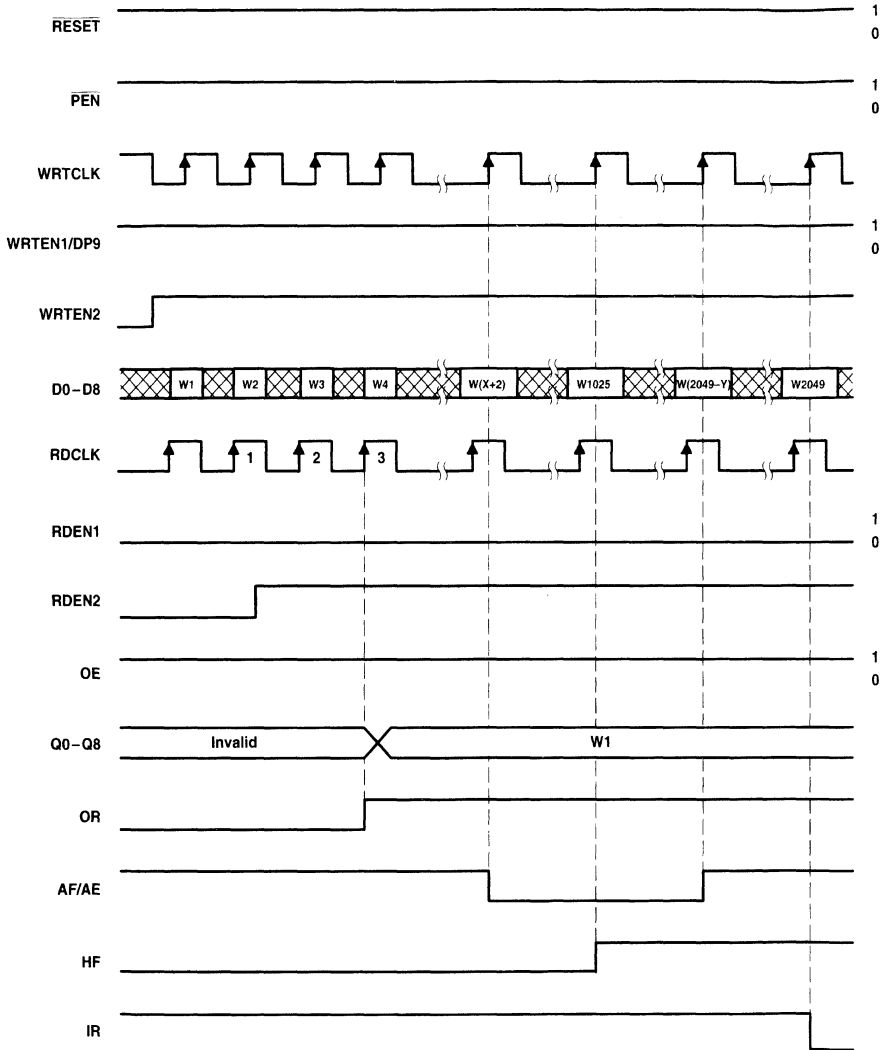 RESET 1
0
PEN 1
0
WRTCLK
WRTEN1/DP9 1
0
WRTEN2
D0–D8 W1 W2 W3 W4 W(X+2) W1025 W(2049–Y) W2049
RDCLK 1 2 3
RDEN1 1
0
RDEN2
OE 1
0
Q0–Q8 Invalid W1
OR
AF/AE
HF
IR